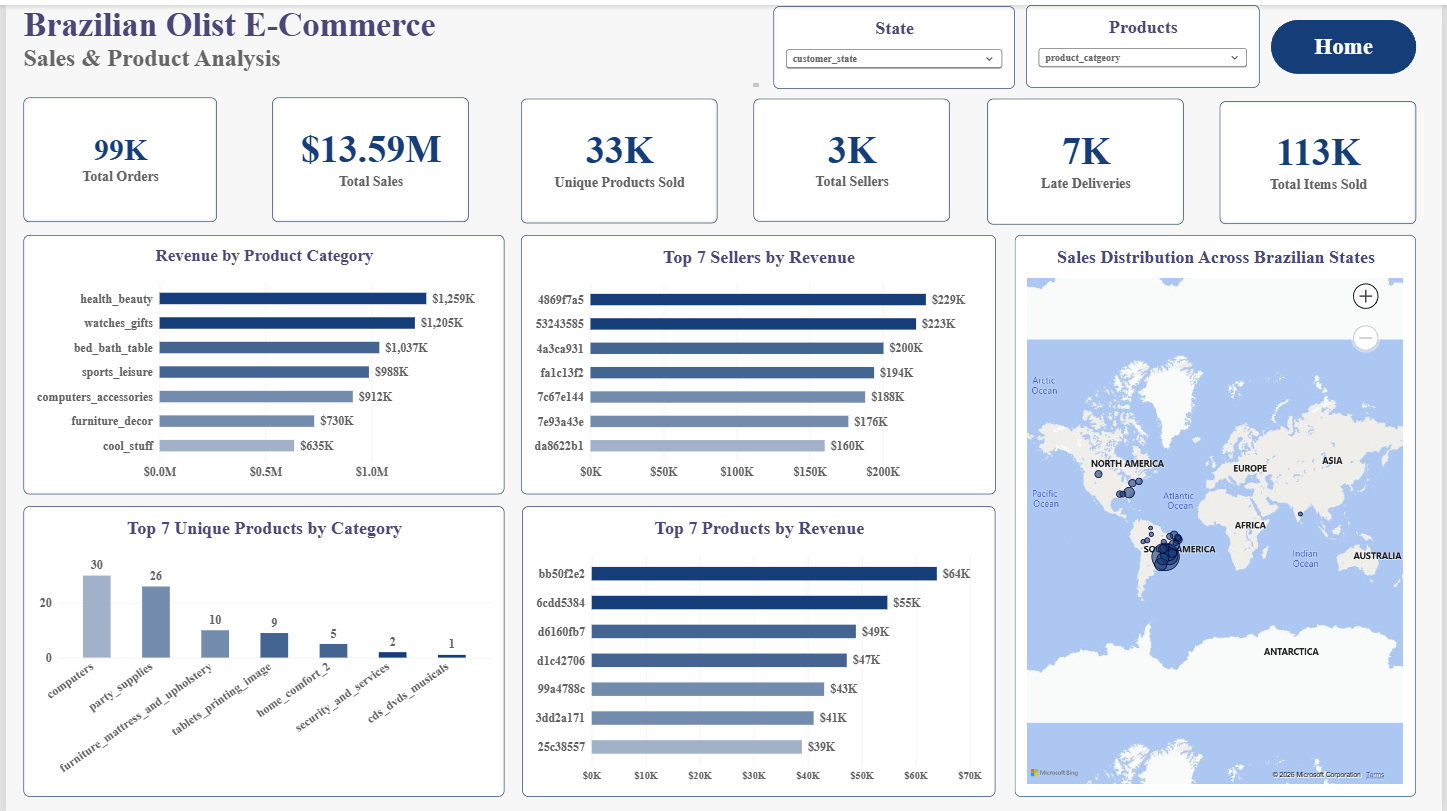 Brazilian Olist E-Commerce
Sales & Product Analysis
State
customer_state
Products
product_catgeory
Home
99K
Total Orders
$13.59M
Total Sales
33K
Unique Products Sold
3K
Total Sellers
7K
Late Deliveries
113K
Total Items Sold
Revenue by Product Category
health_beauty $1,259K
watches_gifts $1,205K
bed_bath_table $1,037K
sports_leisure $988K
computers_accessories $912K
furniture_decor $730K
cool_stuff $635K
$0.0M $0.5M $1.0M
Top 7 Sellers by Revenue
4869f7a5 $229K
53243585 $223K
4a3ca931 $200K
fa1c13f2 $194K
7c67e144 $188K
7e93a43e $176K
da8622b1 $160K
$0K $50K $100K $150K $200K
Sales Distribution Across Brazilian States
Arctic
Ocean
NORTH AMERICA
EUROPE
ASIA
Pacific
Ocean
Atlantic
Ocean
AFRICA
SOUTH AMERICA
Indian
Ocean
AUSTRALIA
ANTARCTICA
Microsoft Bing
© 2026 Microsoft Corporation Terms
Top 7 Unique Products by Category
30
26
10
9
5
2
1
20
0
computers
party_supplies
furniture_mattress_and_upholstery
tablets_printing_image
home_comfort_2
security_and_services
cds_dvds_musicals
Top 7 Products by Revenue
bb50f2e2 $64K
6cdd5384 $55K
d6160fb7 $49K
d1c42706 $47K
99a4788c $43K
3dd2a171 $41K
25c38557 $39K
$0K $10K $20K $30K $40K $50K $60K $70K